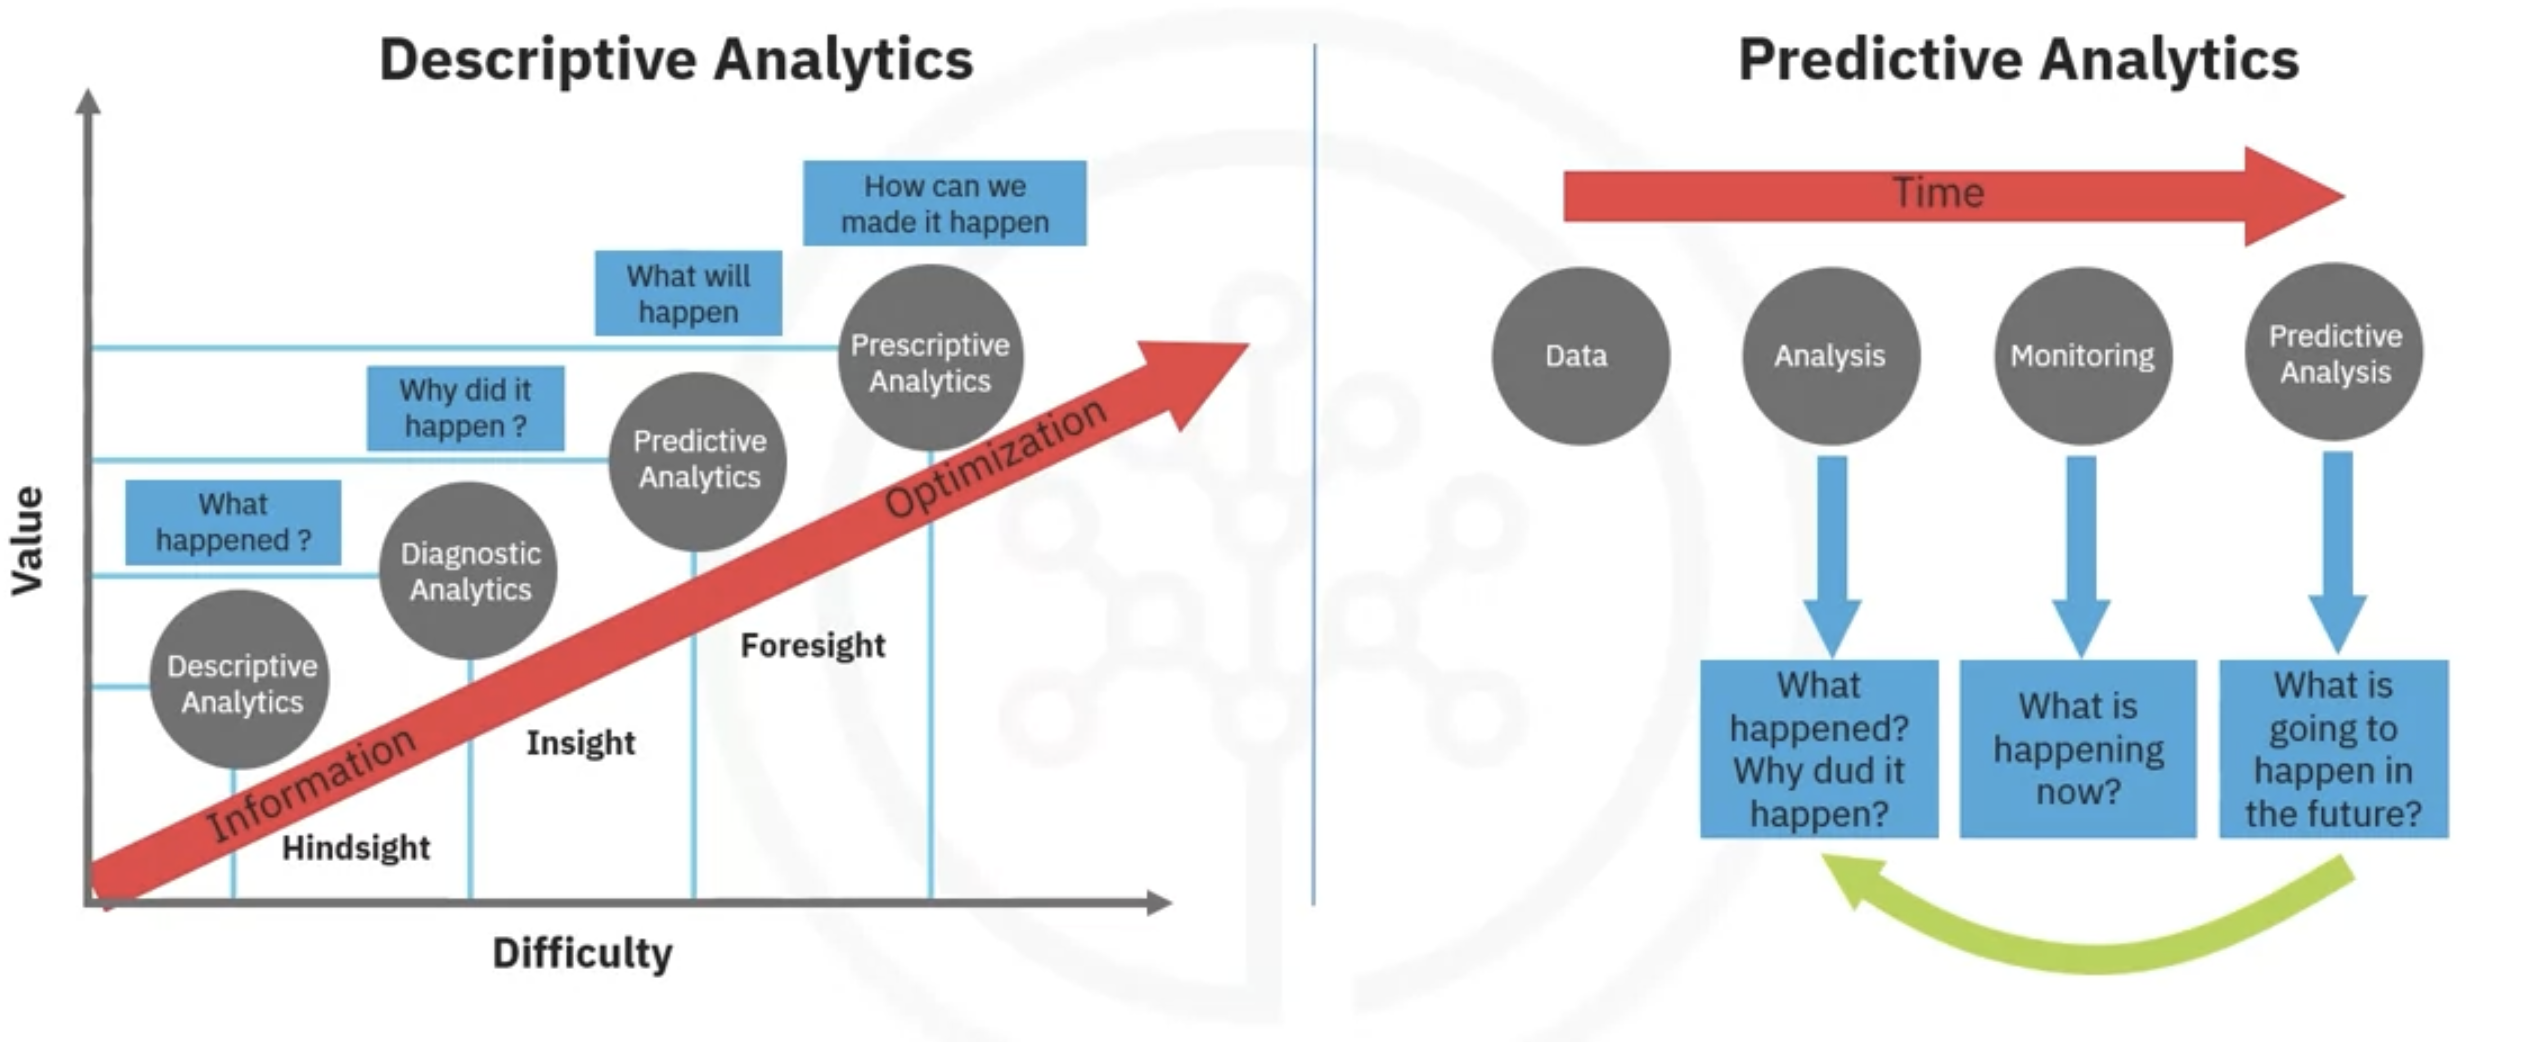 Descriptive Analytics
Value
How can we
made it happen
What will
happen
Prescriptive
Analytics
Why did it
happen ?
Predictive
Analytics
What
happened ?
Diagnostic
Analytics
Descriptive
Analytics
Optimization
Information
Foresight
Insight
Hindsight
Difficulty
Predictive Analytics
Time
Data
Analysis
Monitoring
Predictive
Analysis
What
happened?
Why dud it
happen?
What is
happening
now?
What is
going to
happen in
the future?